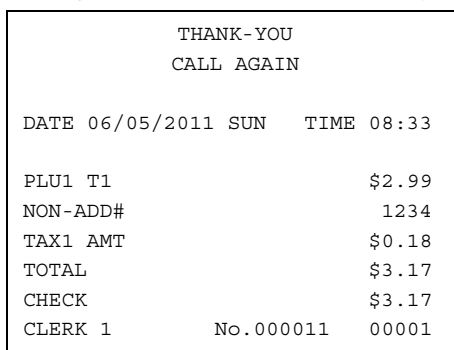 THANK-YOU
CALL AGAIN
DATE 06/05/2011 SUN TIME 08:33
PLU1 T1 $2.99
NON-ADD# 1234
TAX1 AMT $0.18
TOTAL $3.17
CHECK $3.17
CLERK 1 No.000011 00001